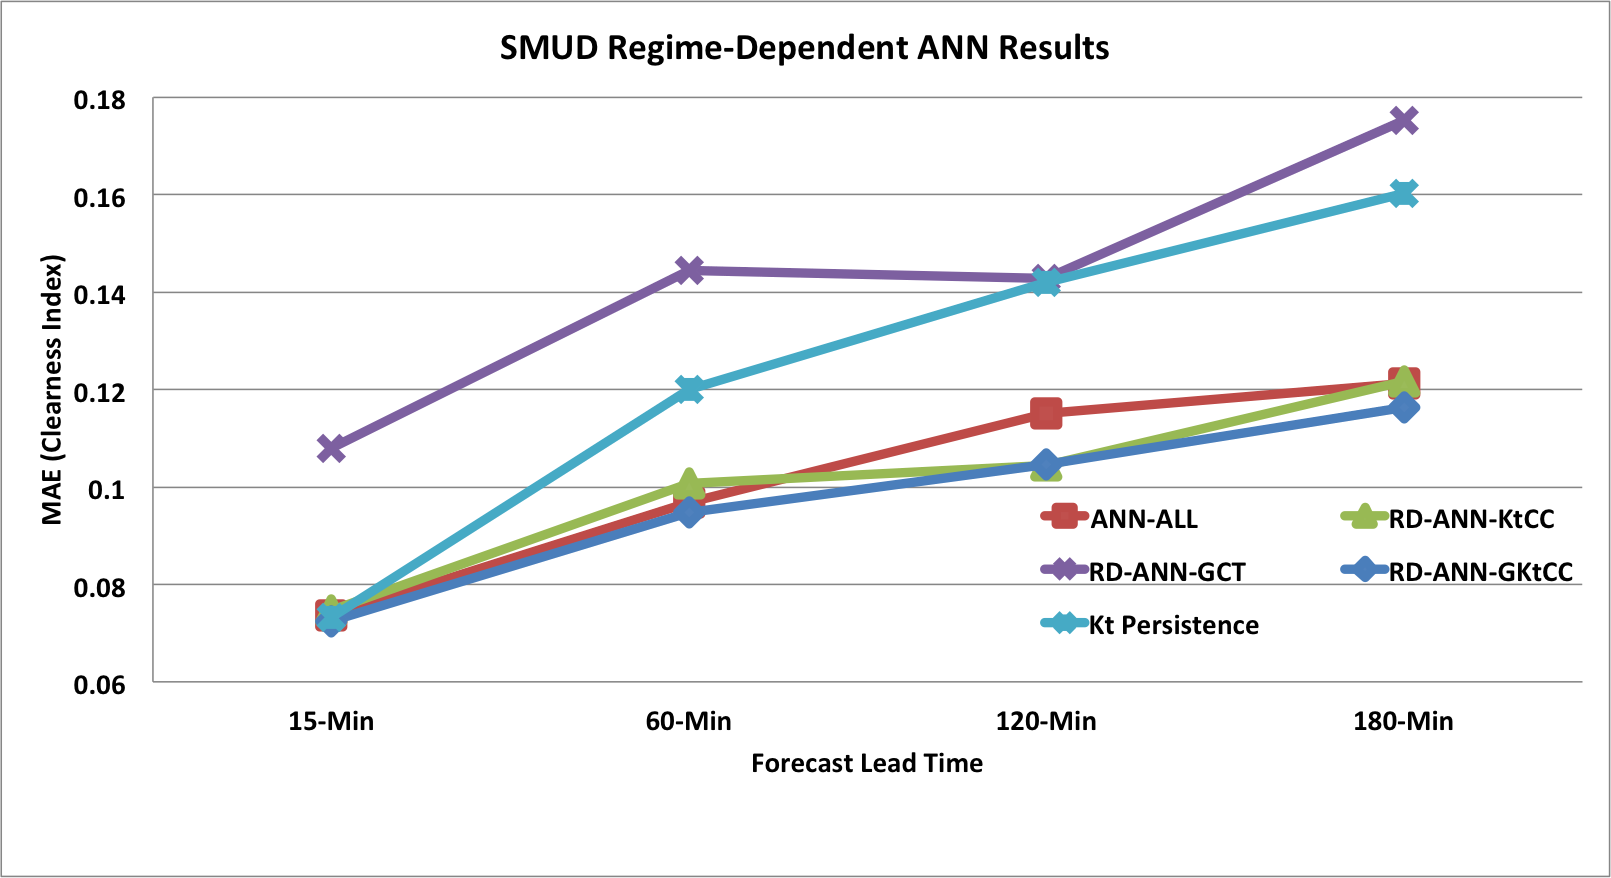 SMUD Regime-Dependent ANN Results
0.18
0.16
0.14
0.12
0.1
0.08
0.06
MAE (Clearness Index)
ANN-ALL
RD-ANN-KtCC
RD-ANN-GCT
RD-ANN-GKtCC
Kt Persistence
15-Min
60-Min
120-Min
180-Min
Forecast Lead Time